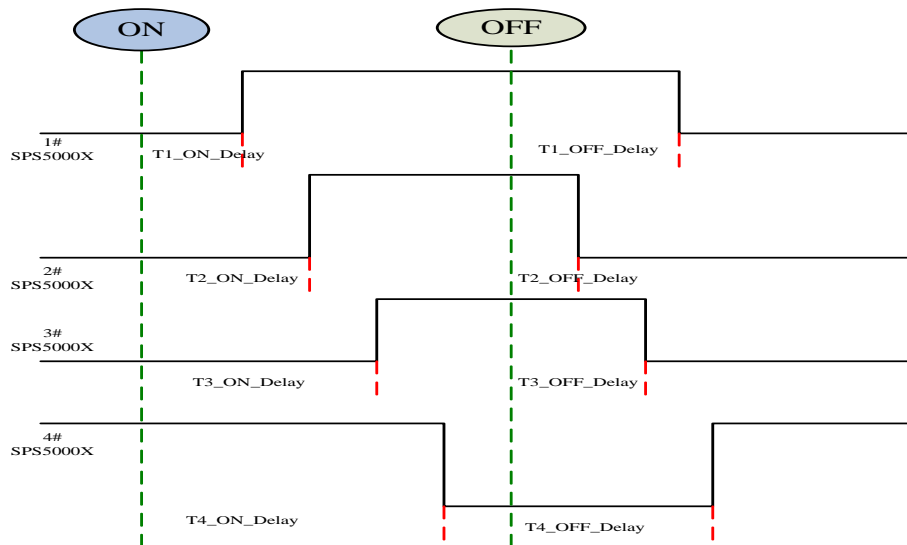 ON
OFF
1#
SPS5000X
T1_ON_Delay
T1_OFF_Delay
2#
SPS5000X
T2_ON_Delay
T2_OFF_Delay
3#
SPS5000X
T3_ON_Delay
T3_OFF_Delay
4#
SPS5000X
T4_ON_Delay
T4_OFF_Delay